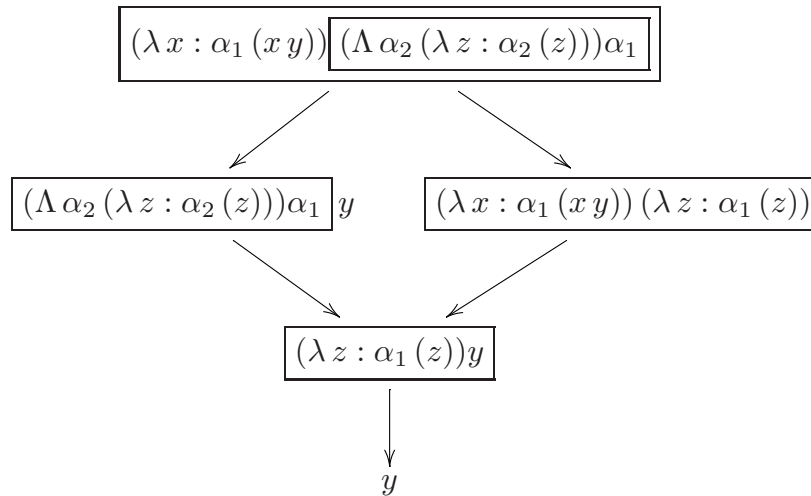 (λ x : α₁ (x y)) (Λ α₂ (λ z : α₂ (z)))α₁
(Λ α₂ (λ z : α₂ (z)))α₁ y (λ x : α₁ (x y)) (λ z : α₁ (z))
(λ z : α₁ (z))y
y